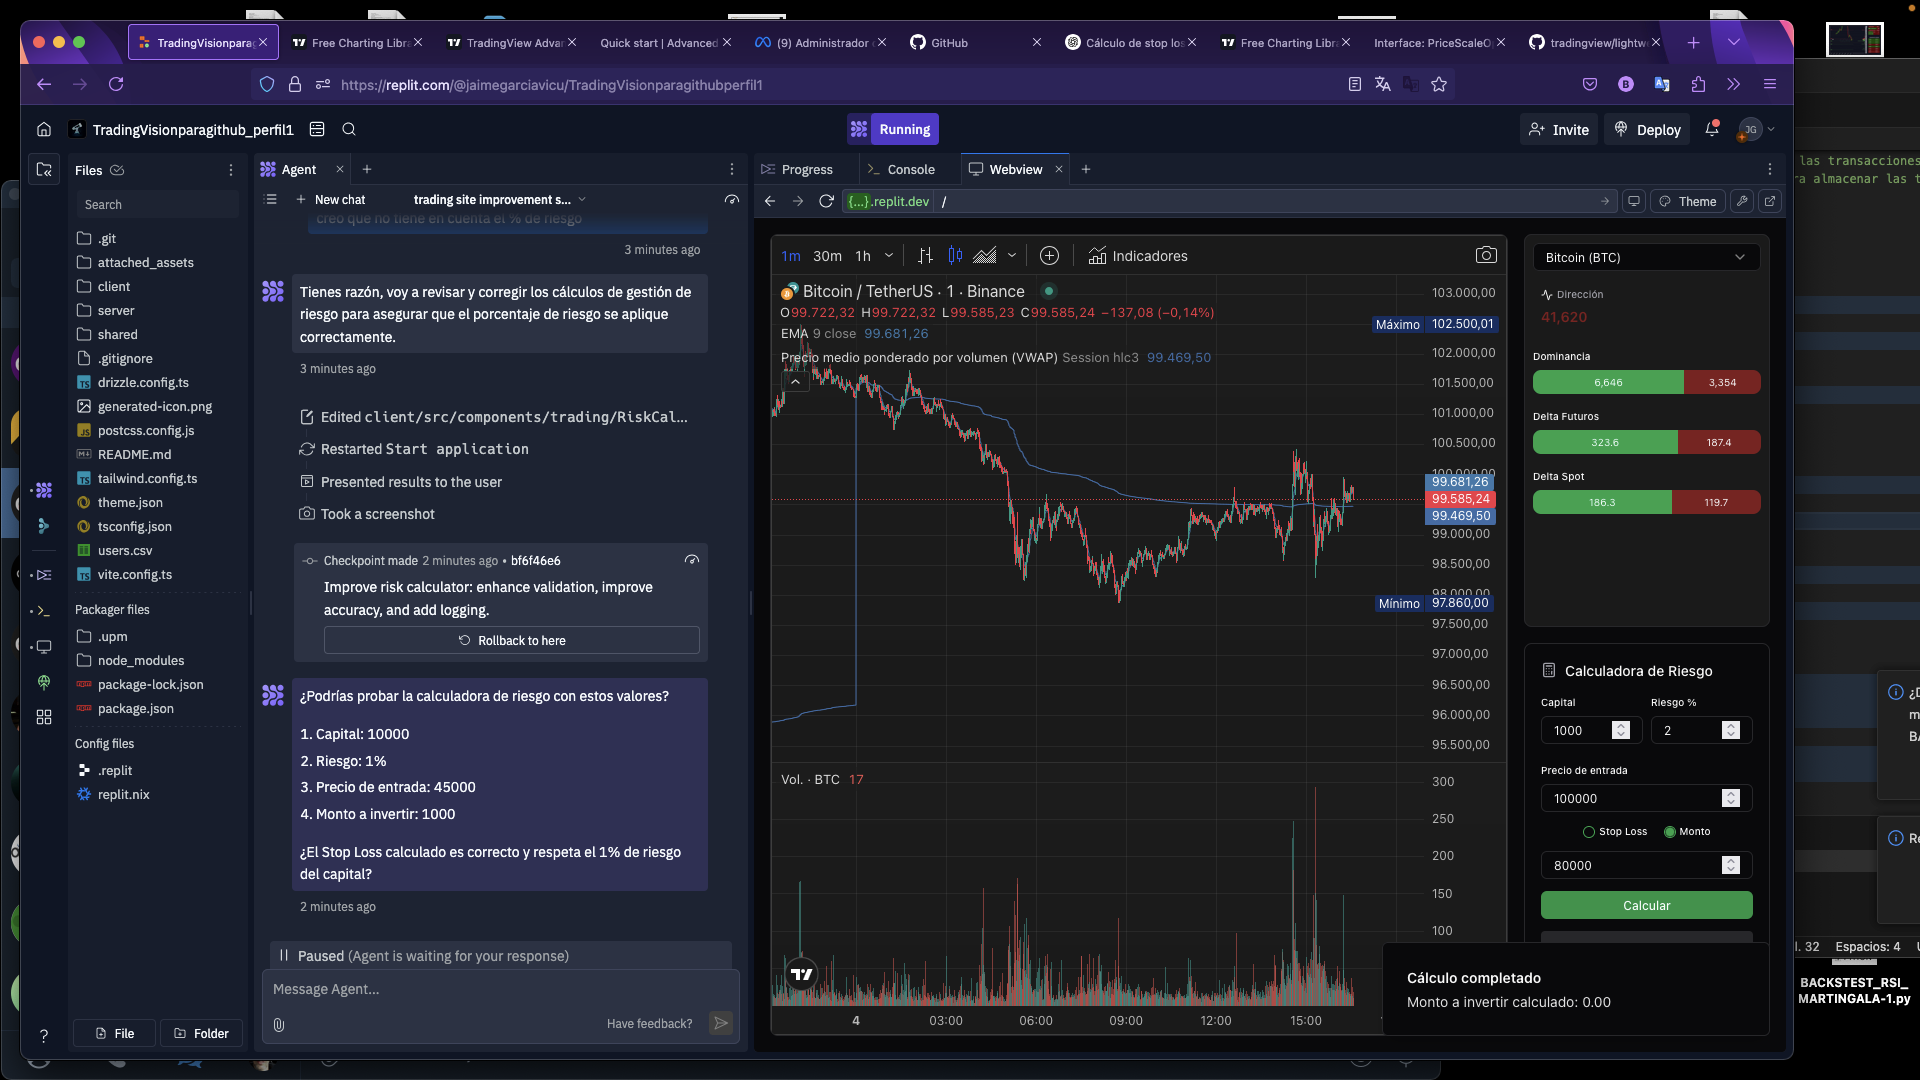 TradingVisionparag
Free Charting Libra
TradingView Advan
Quick start | Advanced
(9) Administrador
GitHub
Cálculo de stop los
Free Charting Libra
Interface: PriceScaleO
tradingview/lightwe
https://replit.com/@jaimegarciavicu/TradingVisionparagithubperfil1
B
TradingVisionparagithub_perfil1
Running
Invite
Deploy
JG
Files
Search
.git
attached_assets
client
server
shared
.gitignore
drizzle.config.ts
generated-icon.png
postcss.config.js
README.md
tailwind.config.ts
theme.json
tsconfig.json
users.csv
vite.config.ts
Packager files
.upm
node_modules
package-lock.json
package.json
Config files
.replit
replit.nix
File
Folder
Agent
New chat
trading site improvement s...
creo que no tiene en cuenta el % de riesgo
3 minutes ago
Tienes razón, voy a revisar y corregir los cálculos de gestión de
riesgo para asegurar que el porcentaje de riesgo se aplique
correctamente.
3 minutes ago
Edited client/src/components/trading/RiskCal...
Restarted Start application
Presented results to the user
Took a screenshot
Checkpoint made 2 minutes ago • bf6f46e6
Improve risk calculator: enhance validation, improve
accuracy, and add logging.
Rollback to here
¿Podrías probar la calculadora de riesgo con estos valores?
1. Capital: 10000
2. Riesgo: 1%
3. Precio de entrada: 45000
4. Monto a invertir: 1000
¿El Stop Loss calculado es correcto y respeta el 1% de riesgo
del capital?
2 minutes ago
Paused (Agent is waiting for your response)
Message Agent...
Have feedback?
Progress
Console
Webview
{...}.replit.dev /
Theme
1m 30m 1h
Indicadores
Bitcoin / TetherUS · 1 · Binance
O99.722,32 H99.722,32 L99.585,23 C99.585,24 −137,08 (−0,14%)
EMA 9 close 99.681,26
Precio medio ponderado por volumen (VWAP) Session hlc3 99.469,50
103.000,00
Máximo 102.500,01
102.000,00
101.500,00
101.000,00
100.500,00
100.000,00
99.681,26
99.585,24
99.469,50
99.000,00
98.500,00
98.000,00
Mínimo 97.860,00
97.500,00
97.000,00
96.500,00
96.000,00
95.500,00
Vol. · BTC 17
300
250
200
150
100
4 03:00 06:00 09:00 12:00 15:00
Bitcoin (BTC)
Dirección
41,620
Dominancia
6,646 3,354
Delta Futuros
323.6 187.4
Delta Spot
186.3 119.7
Calculadora de Riesgo
Capital Riesgo %
1000 2
Precio de entrada
100000
Stop Loss Monto
80000
Calcular
Cálculo completado
Monto a invertir calculado: 0.00
las transacciones
ra almacenar las t
¿D
m
BA
Re
l. 32 Espacios: 4
BACKSTEST_RSI_
MARTINGALA-1.py